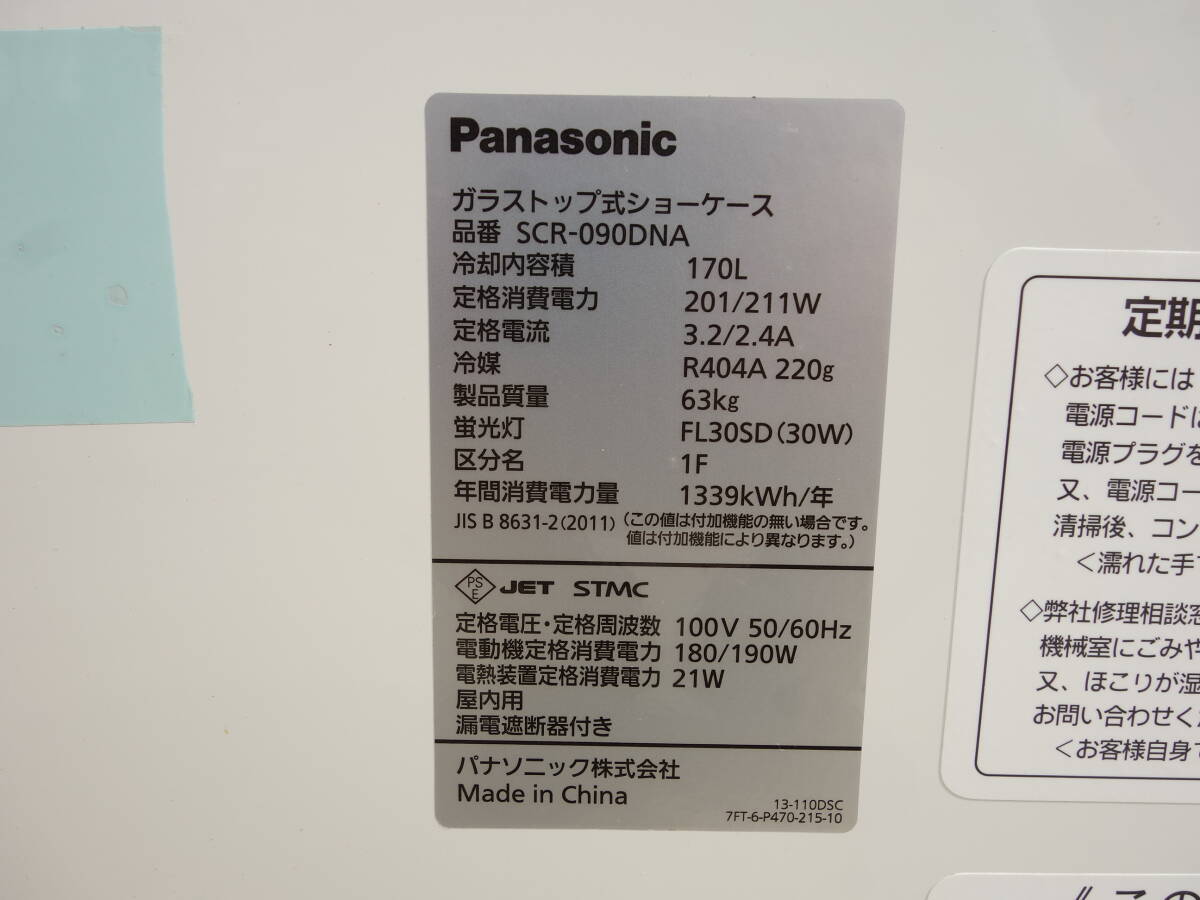 Panasonic
ガラストップ式ショーケース
品番 SCR-090DNA
冷却内容積 170L
定格消費電力 201/211W
定格電流 3.2/2.4A
冷媒 R404A 220g
製品質量 63kg
蛍光灯 FL30SD(30W)
区分名 1F
年間消費電力量 1339kWh/年
JIS B 8631-2(2011) (この値は付加機能の無い場合です。
値は付加機能により異なります。)
PS
E JET STMC
定格電圧・定格周波数 100V 50/60Hz
電動機定格消費電力 180/190W
電熱装置定格消費電力 21W
屋内用
漏電遮断器付き
パナソニック株式会社
Made in China
13-110DSC
7FT-6-P470-215-10
定期
◇お客様には
電源コードは
電源プラグを
又、電源コー
清掃後、コン
<濡れた手で
◇弊社修理相談窓
機械室にごみや
又、ほこりが湿
お問い合わせくだ
<お客様自身で
《この